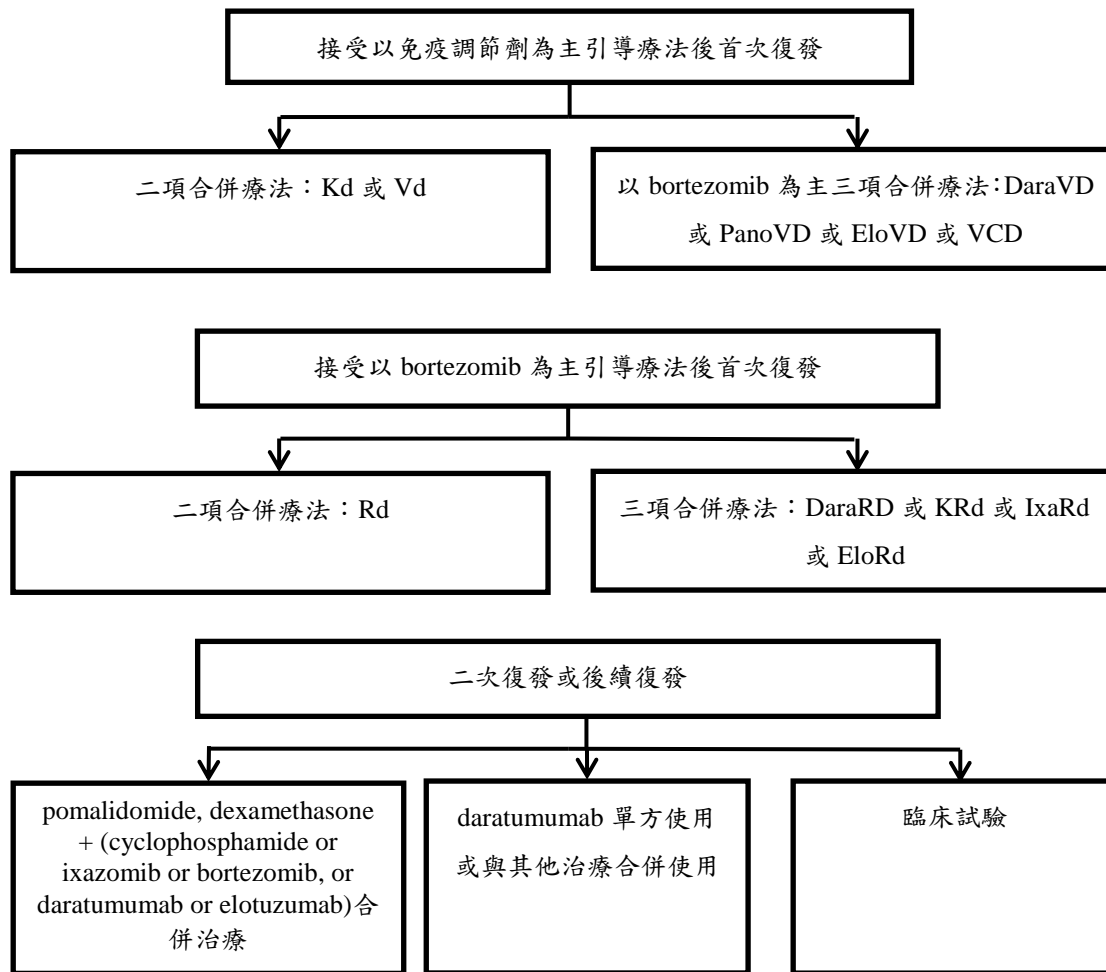 接受以免疫調節劑為主引導療法後首次復發
二項合併療法：Kd 或 Vd
以 bortezomib 為主三項合併療法：DaraVD
或 PanoVD 或 EloVD 或 VCD
接受以 bortezomib 為主引導療法後首次復發
二項合併療法：Rd
三項合併療法：DaraRD 或 KRd 或 IxaRd
或 EloRd
二次復發或後續復發
pomalidomide, dexamethasone
+ (cyclophosphamide or
ixazomib or bortezomib, or
daratumumab or elotuzumab)合
併治療
daratumumab 單方使用
或與其他治療合併使用
臨床試驗